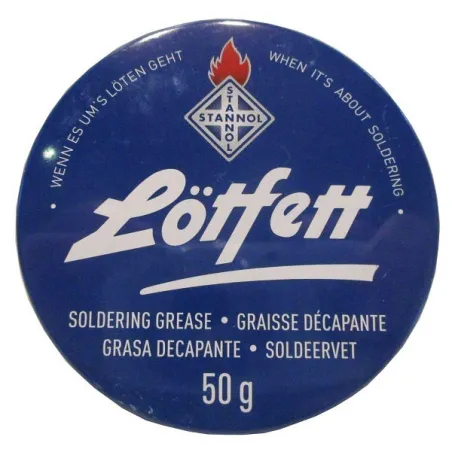 WENN ES UM'S LÖTEN GEHT
WHEN IT'S ABOUT SOLDERING
STANNOL
STANNOL
Lötfett
SOLDERING GREASE • GRAISSE DÉCAPANTE
GRASA DECAPANTE • SOLDEERVET
50 g